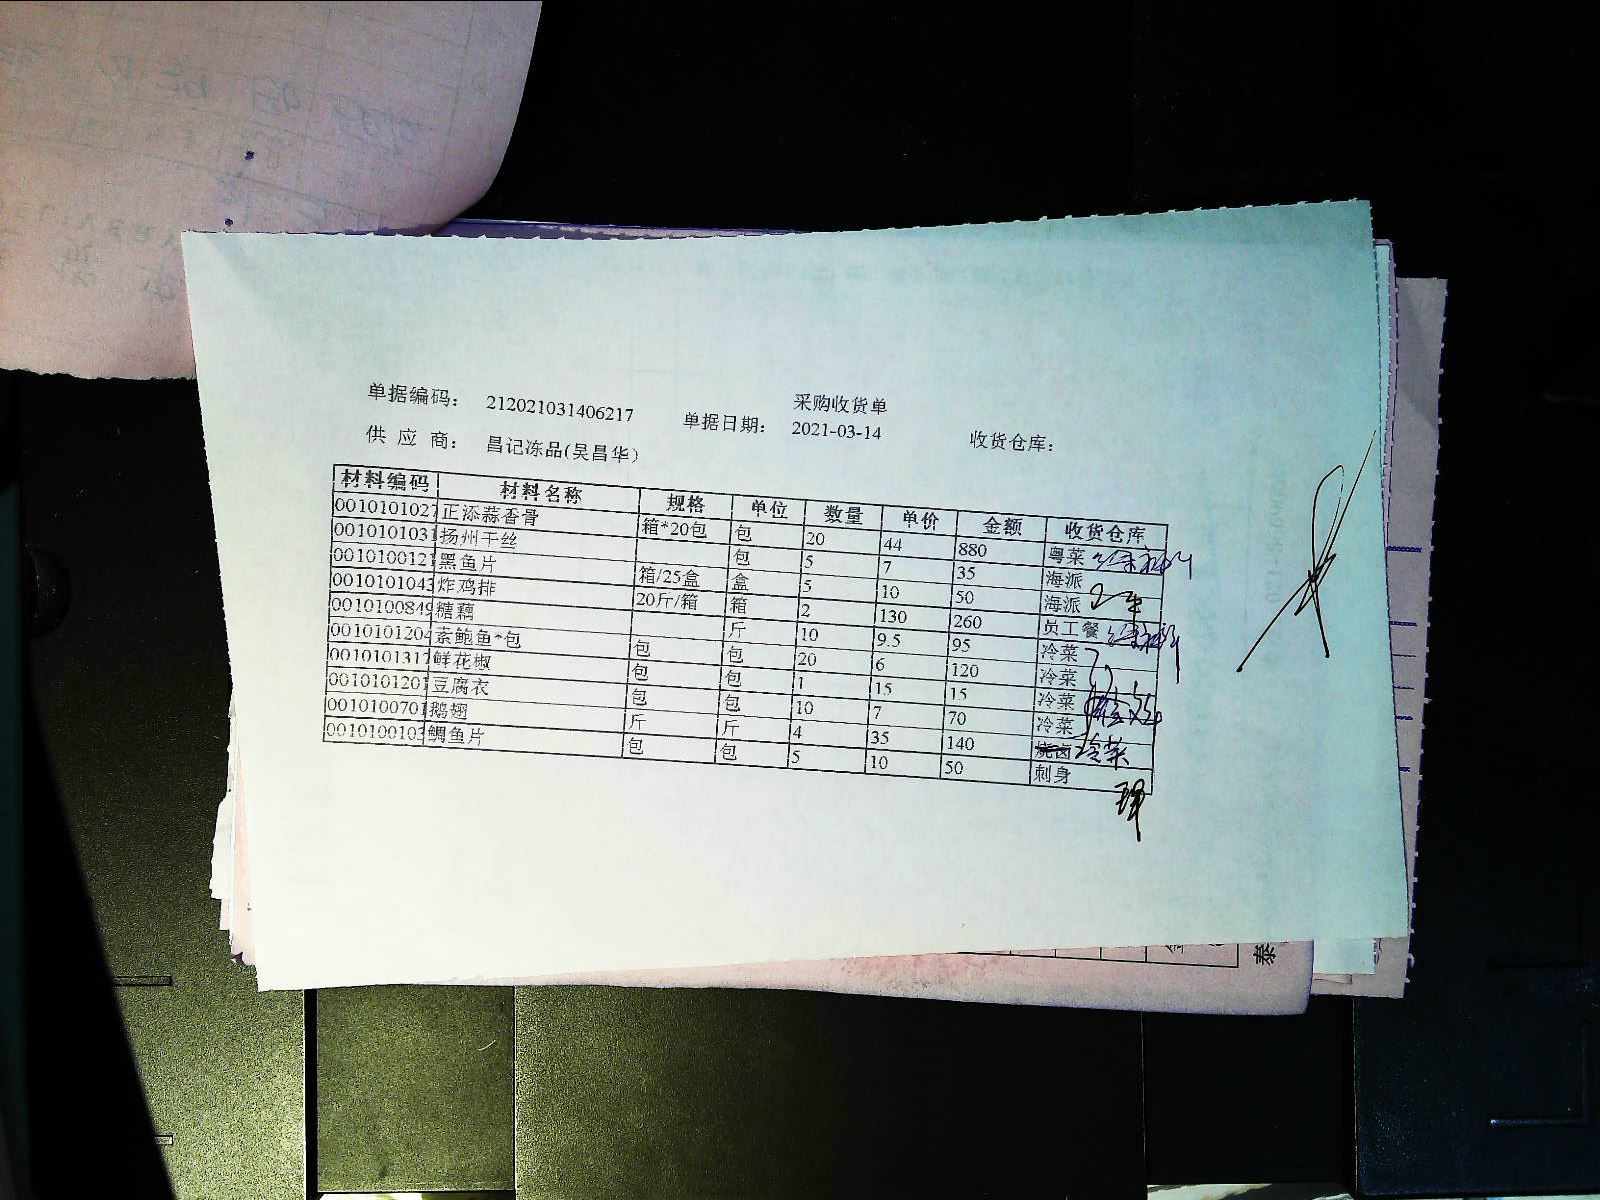 采购收货单
单据编码： 212021031406217 单据日期： 2021-03-14 收货仓库：
供 应 商： 昌记冻品(吴昌华)
材料编码 材料名称 规格 单位 数量 单价 金额 收货仓库
0010101027 正添蒜香骨 箱*20包 包 20 44 880 粤菜
0010101031 扬州干丝 包 5 7 35 海派
0010100121 黑鱼片 箱/25盒 盒 5 10 50 海派
0010101043 炸鸡排 20斤/箱 箱 2 130 260 员工餐
0010100849 糖藕 斤 10 9.5 95 冷菜
0010101204 素鲍鱼*包 包 包 20 6 120 冷菜
0010101317 鲜花椒 包 包 1 15 15 冷菜
0010101201 豆腐衣 包 包 10 7 70 冷菜
0010100701 鹅翅 斤 斤 4 35 140 烧卤 冷菜
0010100103 鲷鱼片 包 包 5 10 50 刺身
泰